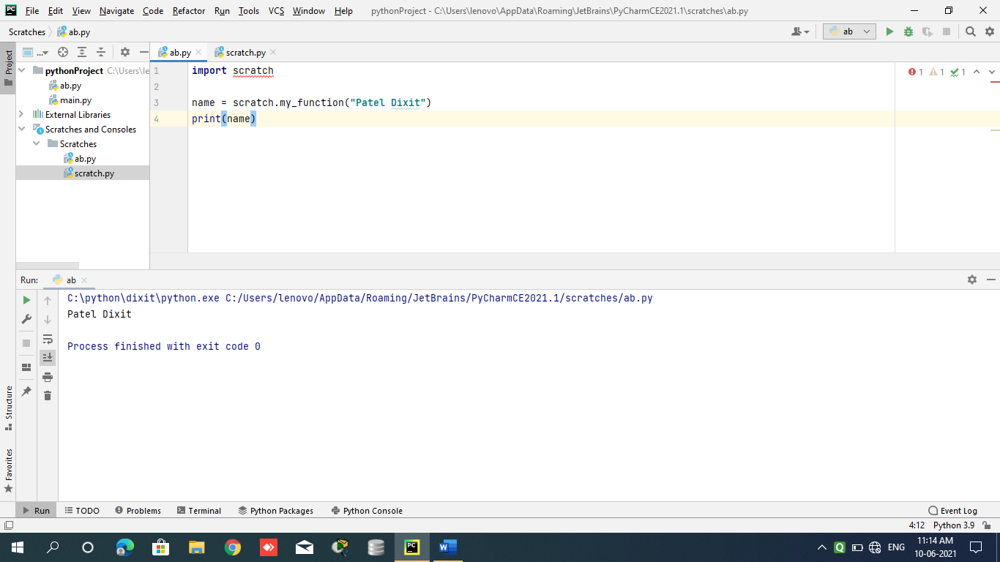 PC File Edit View Navigate Code Refactor Run Tools VCS Window Help pythonProject - C:\Users\lenovo\AppData\Roaming\JetBrains\PyCharmCE2021.1\scratches\ab.py
Scratches ab.py ab
Project ... ab.py scratch.py
pythonProject C:\Users\le
ab.py
main.py
External Libraries
Scratches and Consoles
Scratches
ab.py
scratch.py
1 import scratch 1 1 1
2
3 name = scratch.my_function("Patel Dixit")
4 print(name)
Run: ab
C:\python\dixit\python.exe C:/Users/lenovo/AppData/Roaming/JetBrains/PyCharmCE2021.1/scratches/ab.py
Patel Dixit
Process finished with exit code 0
Structure
Favorites
Run TODO Problems Terminal Python Packages Python Console Event Log
4:12 Python 3.9
PC W Q ENG 11:14 AM
10-06-2021